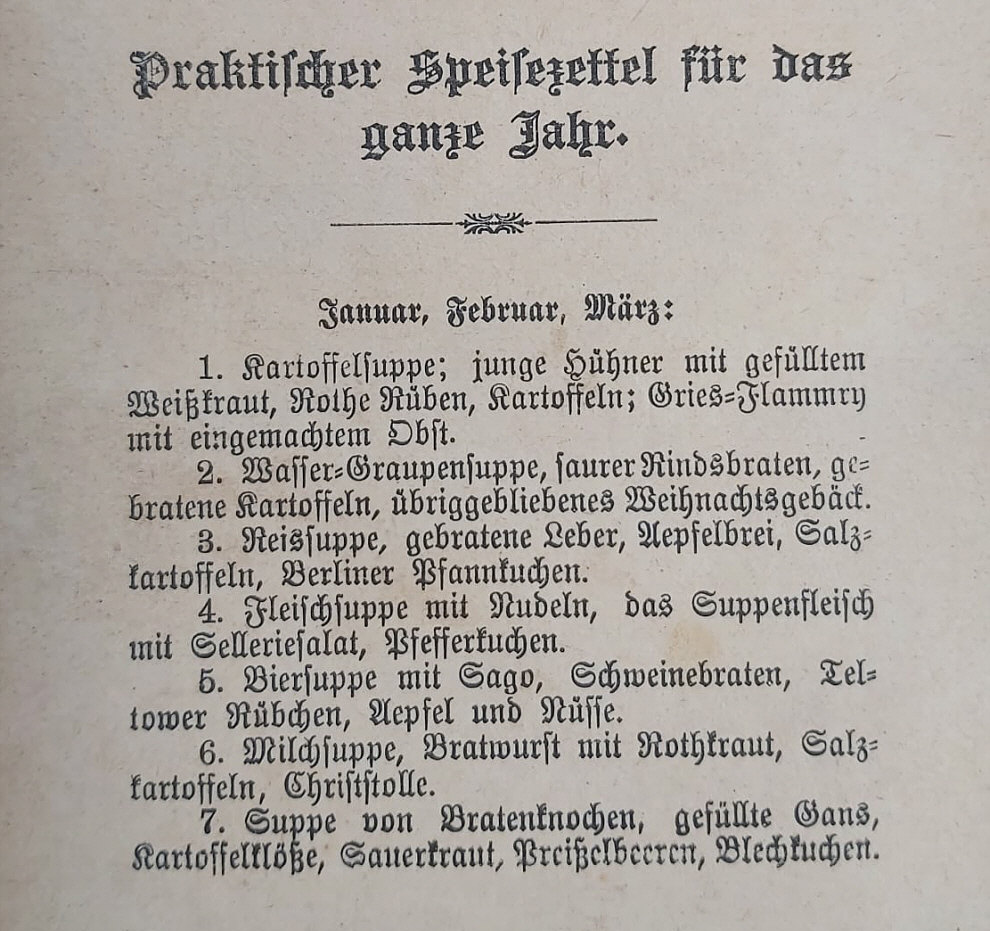 Praktischer Speisezettel für das
ganze Jahr.
Januar, Februar, März:
1. Kartoffelsuppe; junge Hühner mit gefülltem
Weißkraut, Rothe Rüben, Kartoffeln; Gries-Flammry
mit eingemachtem Obst.
2. Wasser-Graupensuppe, saurer Rindsbraten, ge-
bratene Kartoffeln, übriggebliebenes Weihnachtsgebäck.
3. Reissuppe, gebratene Leber, Aepfelbrei, Salz-
kartoffeln, Berliner Pfannkuchen.
4. Fleischsuppe mit Nudeln, das Suppenfleisch
mit Selleriesalat, Pfefferkuchen.
5. Biersuppe mit Sago, Schweinebraten, Tel-
tower Rübchen, Aepfel und Nüsse.
6. Milchsuppe, Bratwurst mit Rothkraut, Salz-
kartoffeln, Christstolle.
7. Suppe von Bratenknochen, gefüllte Gans,
Kartoffelklöße, Sauerkraut, Preißelbeeren, Blechkuchen.